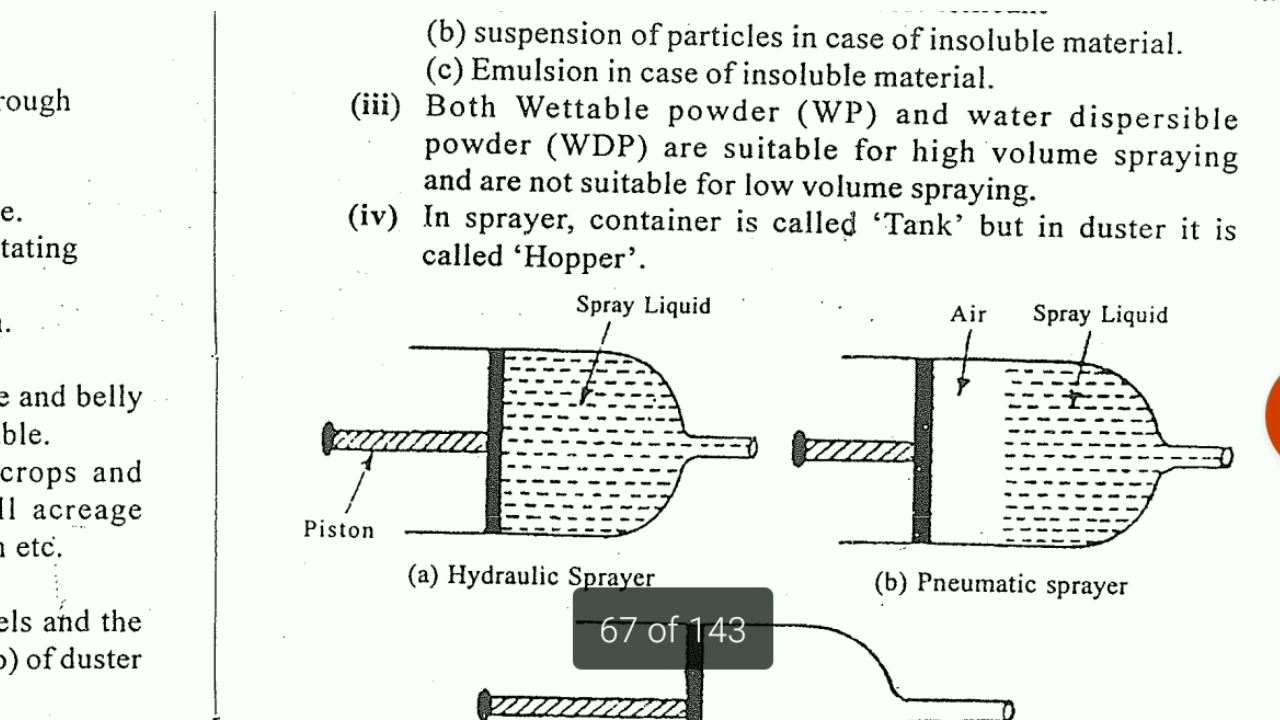 rough
e.
tating
e and belly
ble.
crops and
ll acreage
n etc.
els and the
) of duster
(b) suspension of particles in case of insoluble material.
(c) Emulsion in case of insoluble material.
(iii) Both Wettable powder (WP) and water dispersible
powder (WDP) are suitable for high volume spraying
and are not suitable for low volume spraying.
(iv) In sprayer, container is called ‘Tank’ but in duster it is
called ‘Hopper’.
Spray Liquid
Piston
(a) Hydraulic Sprayer
Air
Spray Liquid
(b) Pneumatic sprayer
67 of 143